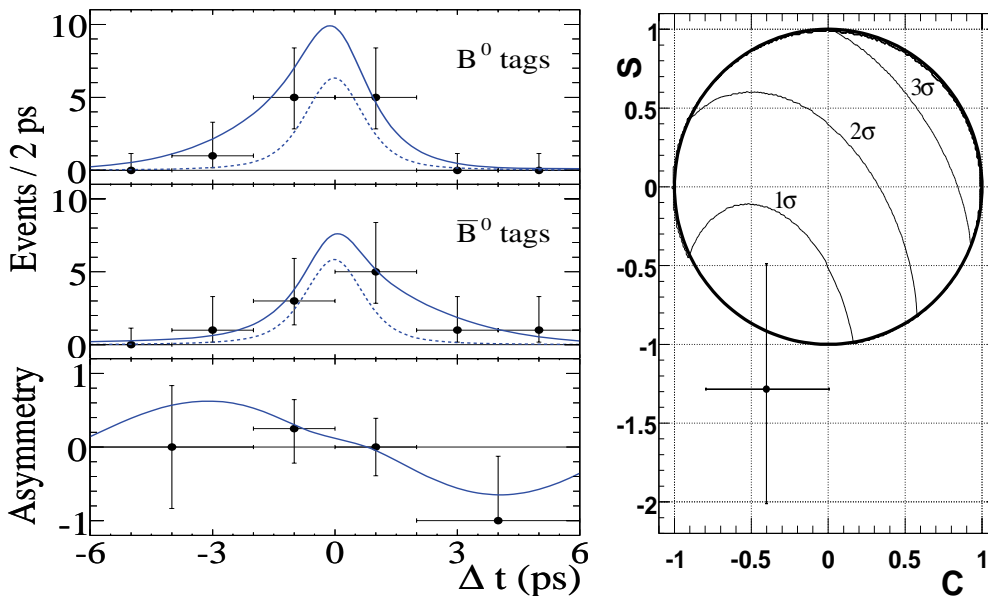 Events / 2 ps
10
B⁰ tags
5
0
10
B̅⁰ tags
5
0
Asymmetry
1
0
-1
-6 -3 0 3 6
Δ t (ps)
S
1
0.5
0
-0.5
-1
-1.5
-2
3σ
2σ
1σ
-1 -0.5 0 0.5 1
C